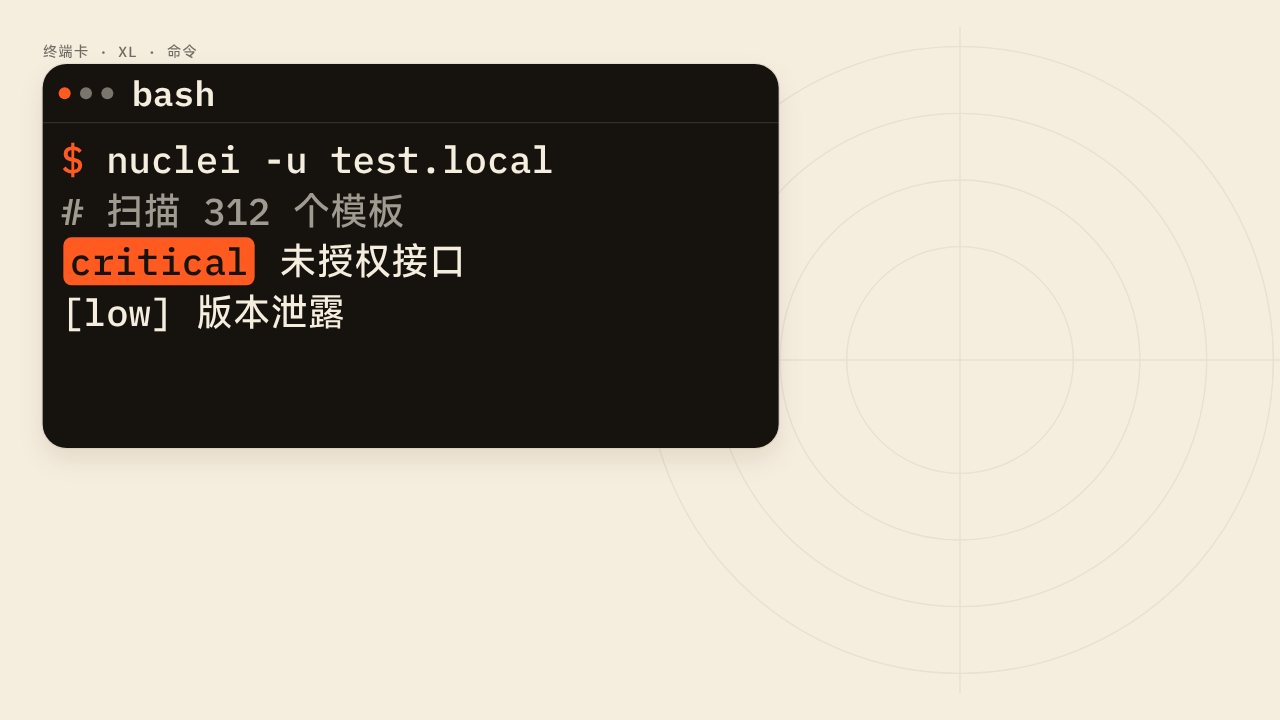 终端卡 · XL · 命令
bash
$ nuclei -u test.local
# 扫描 312 个模板
critical 未授权接口
[low] 版本泄露